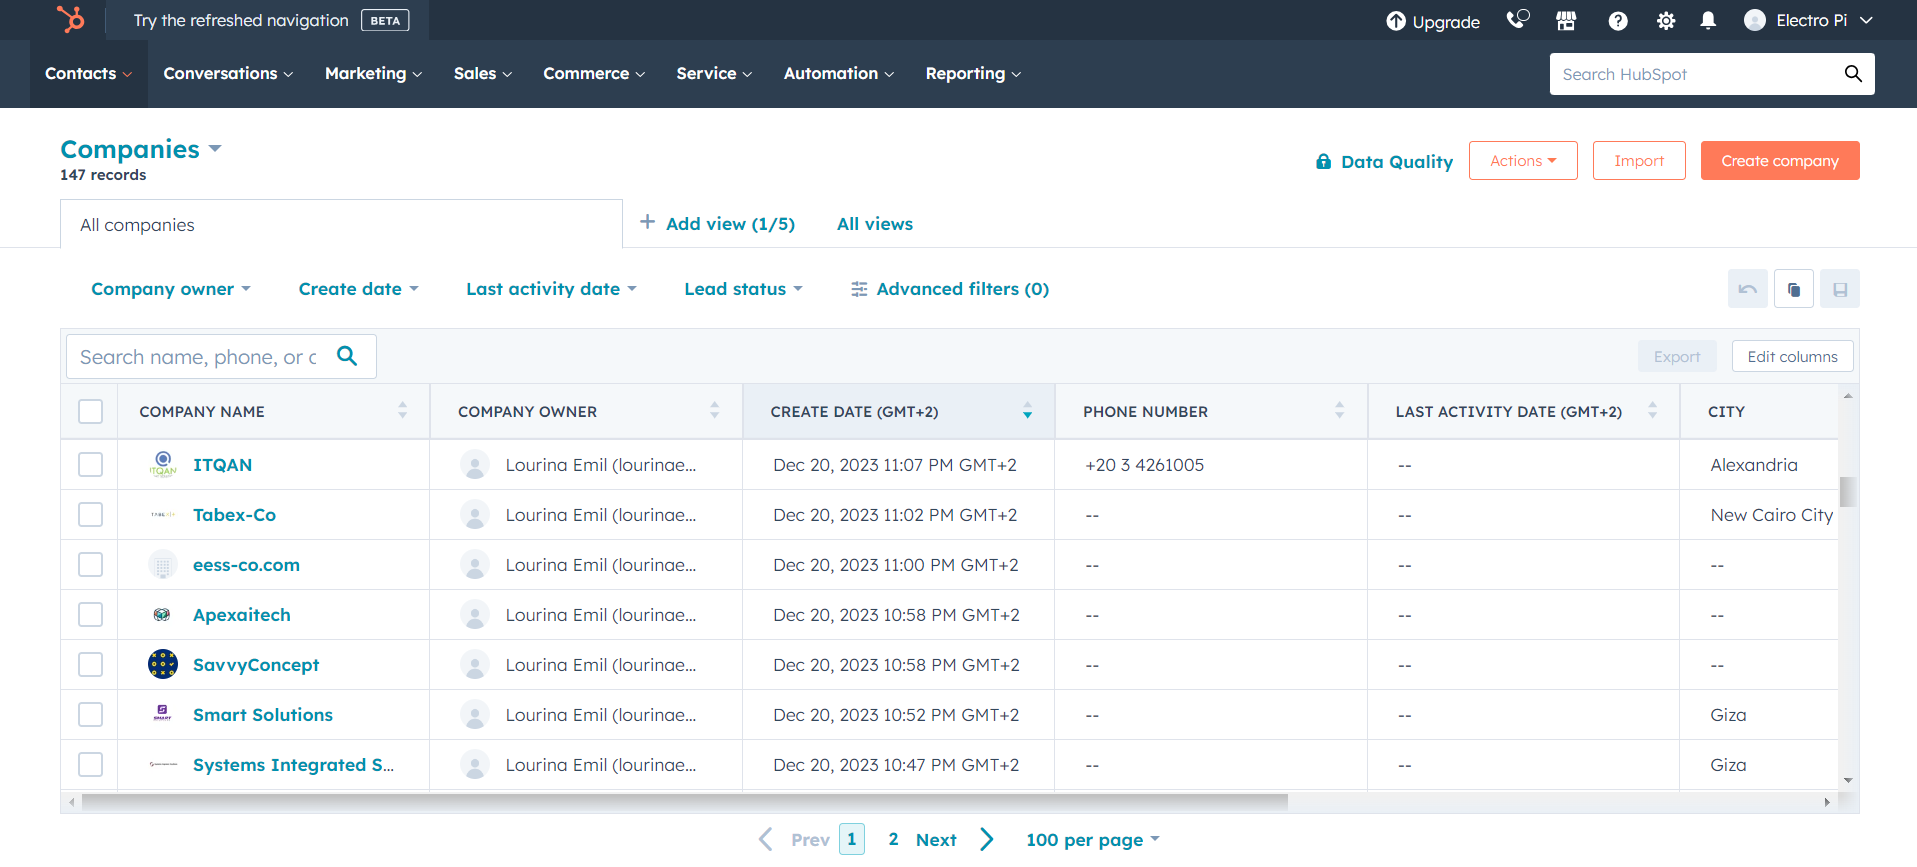 Try the refreshed navigation BETA
Upgrade
Electro Pi
Contacts Conversations Marketing Sales Commerce Service Automation Reporting
Search HubSpot
Companies
147 records
Data Quality
Actions
Import
Create company
All companies
+ Add view (1/5)
All views
Company owner Create date Last activity date Lead status Advanced filters (0)
Search name, phone, or c
Export
Edit columns
COMPANY NAME COMPANY OWNER CREATE DATE (GMT+2) PHONE NUMBER LAST ACTIVITY DATE (GMT+2) CITY
ITQAN ITQAN Lourina Emil (lourinae... Dec 20, 2023 11:07 PM GMT+2 +20 3 4261005 -- Alexandria
Tabex-Co Lourina Emil (lourinae... Dec 20, 2023 11:02 PM GMT+2 -- -- New Cairo City
eess-co.com Lourina Emil (lourinae... Dec 20, 2023 11:00 PM GMT+2 -- -- --
Apexaitech Lourina Emil (lourinae... Dec 20, 2023 10:58 PM GMT+2 -- -- --
SavvyConcept Lourina Emil (lourinae... Dec 20, 2023 10:58 PM GMT+2 -- -- --
SMART Smart Solutions Lourina Emil (lourinae... Dec 20, 2023 10:52 PM GMT+2 -- -- Giza
Systems Integrated S... Lourina Emil (lourinae... Dec 20, 2023 10:47 PM GMT+2 -- -- Giza
Prev 1 2 Next 100 per page